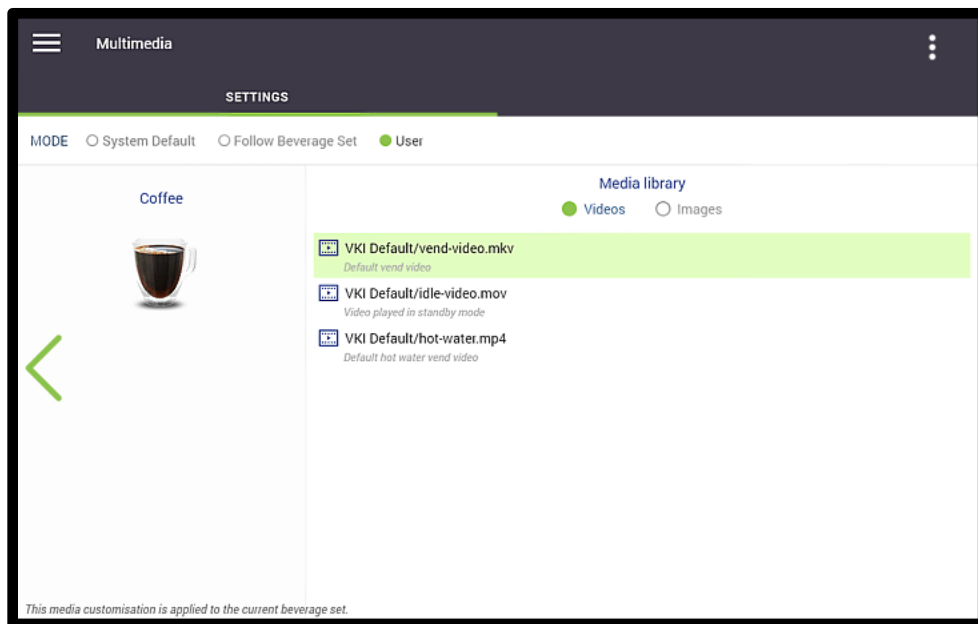 Multimedia
SETTINGS
MODE System Default Follow Beverage Set User
Coffee
Media library
Videos Images
VKI Default/vend-video.mkv
Default vend video
VKI Default/idle-video.mov
Video played in standby mode
VKI Default/hot-water.mp4
Default hot water vend video
This media customisation is applied to the current beverage set.